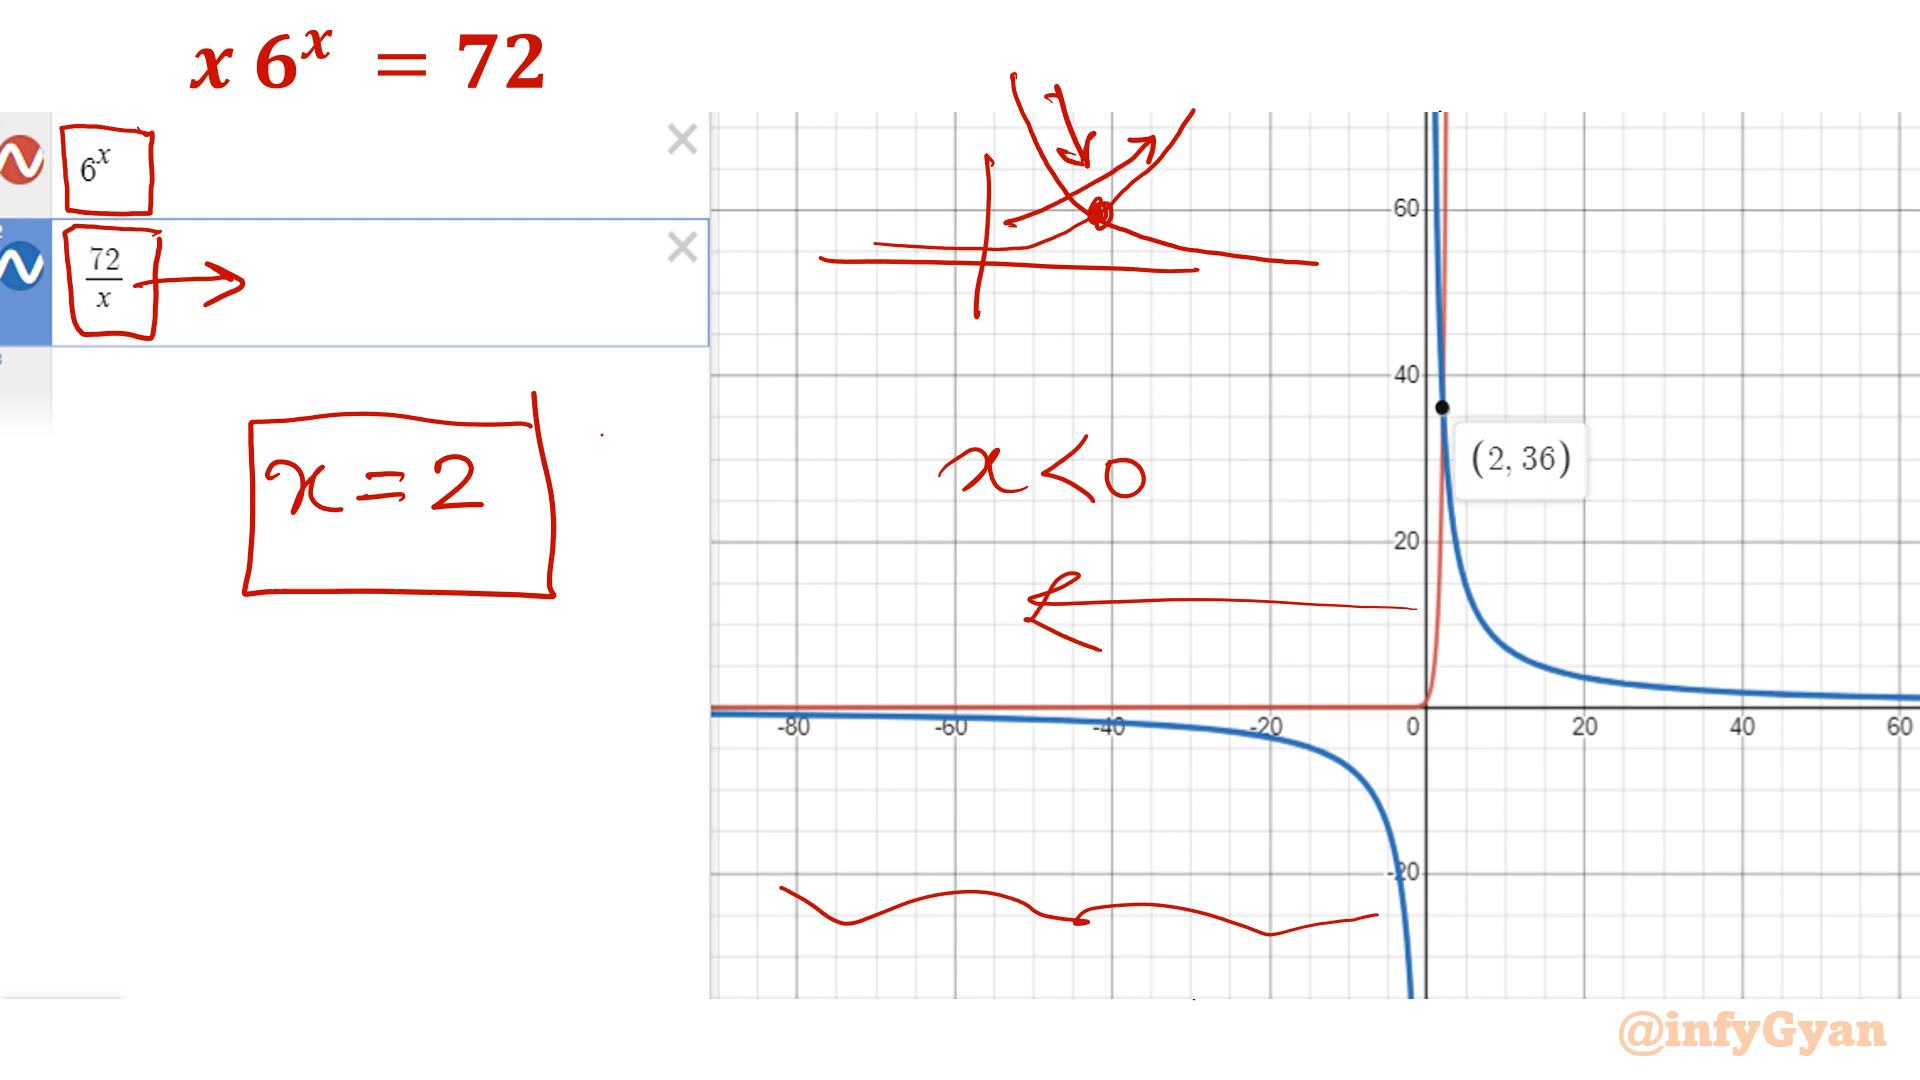 x 6^x = 72
6^x
72/x
x = 2
x < 0
(2, 36)
60
40
20
-80 -60 -40 -20 0 20 40 60
-20
@infyGyan